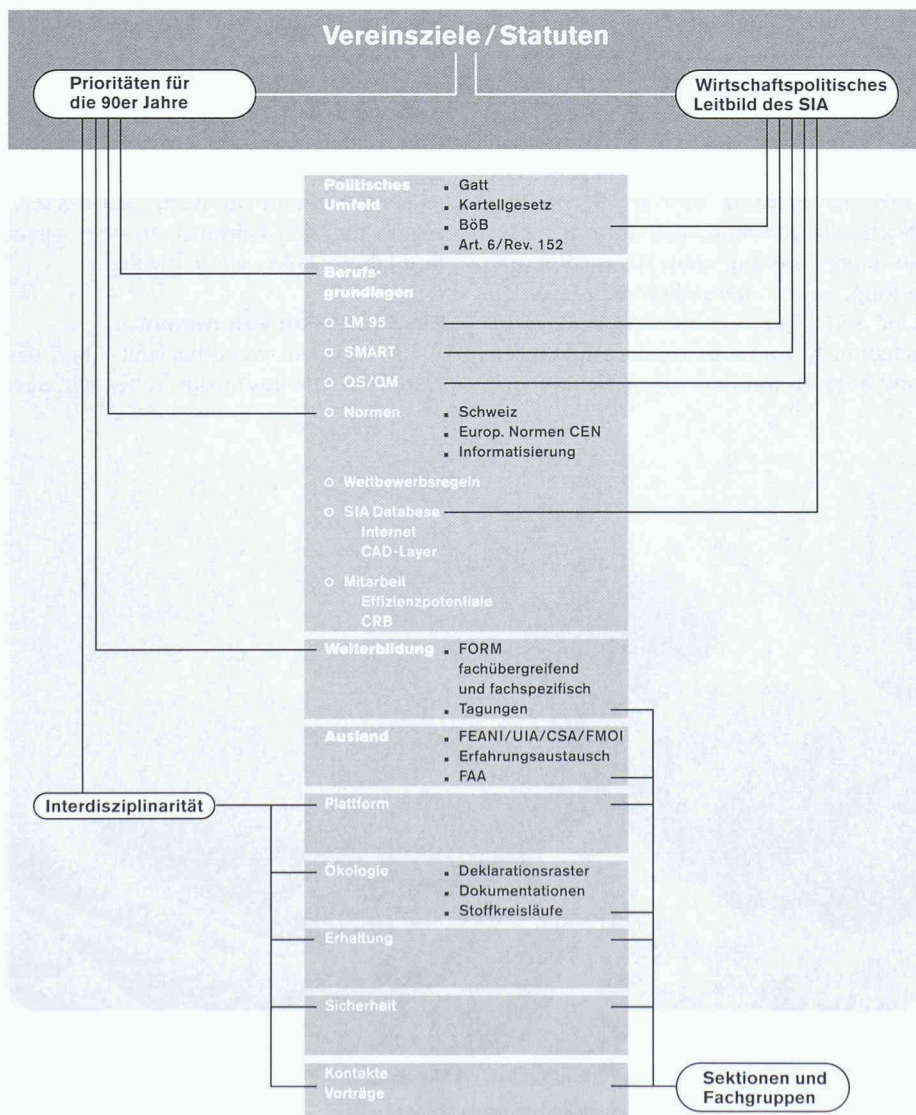 Vereinsziele / Statuten
Prioritäten für
die 90er Jahre
Wirtschaftspolitisches
Leitbild des SIA
Politisches
Umfeld
▪ Gatt
▪ Kartellgesetz
▪ BöB
▪ Art. 6/Rev. 152
Berufs-
grundlagen
○ LM 95
○ SMART
○ QS/QM
○ Normen
▪ Schweiz
▪ Europ. Normen CEN
▪ Informatisierung
○ Wettbewerbsregeln
○ SIA Database
Internet
CAD-Layer
○ Mitarbeit
Effizienzpotentiale
CRB
Weiterbildung
▪ FORM
fachübergreifend
und fachspezifisch
▪ Tagungen
Ausland
▪ FEANI/UIA/CSA/FMOI
▪ Erfahrungsaustausch
▪ FAA
Interdisziplinarität
Plattform
Ökologie
▪ Deklarationsraster
▪ Dokumentationen
▪ Stoffkreisläufe
Erhaltung
Sicherheit
Kontakte
Vorträge
Sektionen und
Fachgruppen